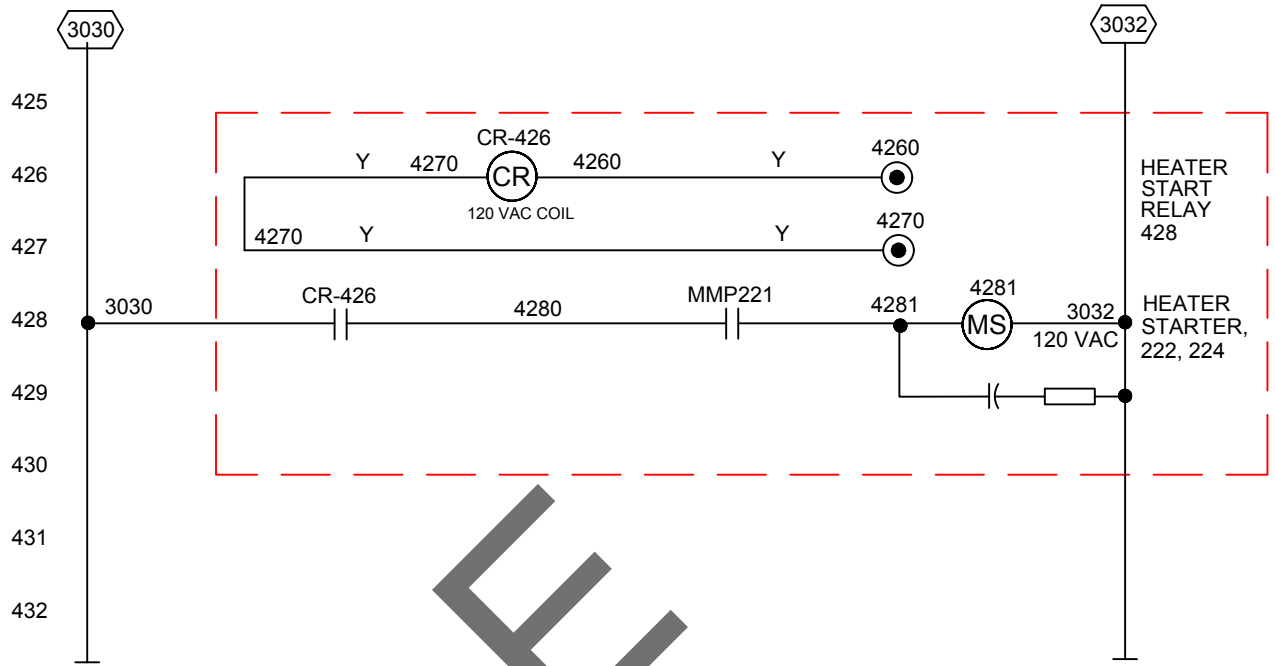 3030
3032
425
CR-426
426
Y
4270
CR
4260
Y
4260
120 VAC COIL
HEATER
START
RELAY
428
427
4270
Y
Y
4270
428
3030
CR-426
4280
MMP221
4281
4281
MS
3032
120 VAC
HEATER
STARTER,
222, 224
429
430
431
432